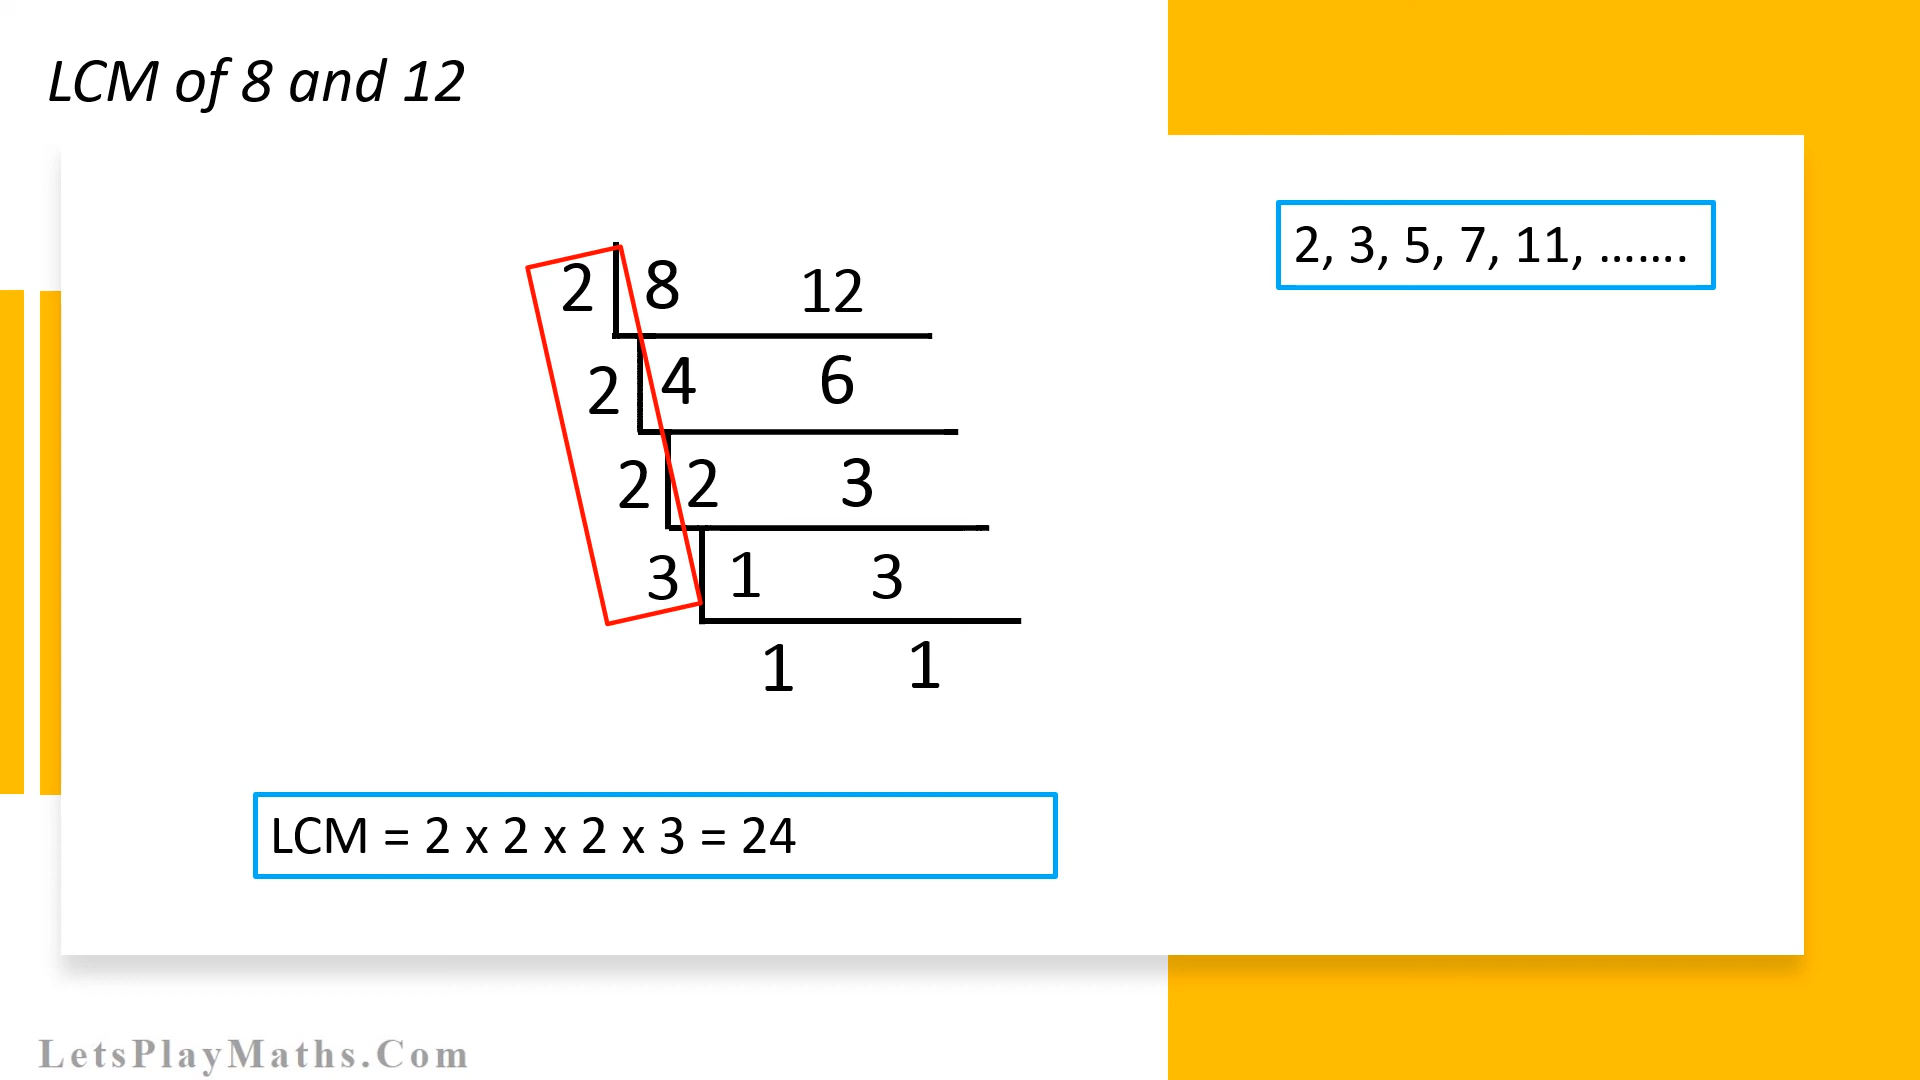 LCM of 8 and 12
2, 3, 5, 7, 11, .......
2 8 12
2 4 6
2 2 3
3 1 3
1 1
LCM = 2 x 2 x 2 x 3 = 24
LetsPlayMaths.Com